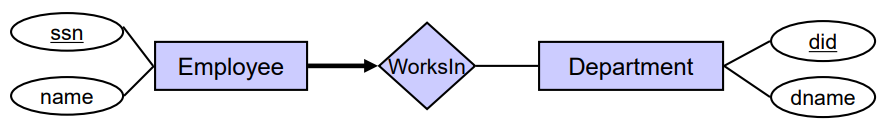 ssn
name
Employee
WorksIn
Department
did
dname